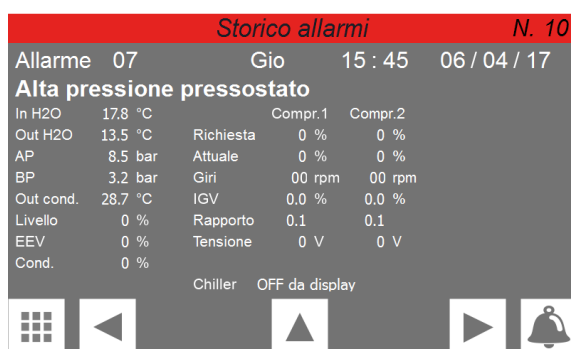 Storico allarmi N. 10
Allarme 07 Gio 15 : 45 06 / 04 / 17
Alta pressione pressostato
In H2O 17.8 °C Compr.1 Compr.2
Out H2O 13.5 °C Richiesta 0 % 0 %
AP 8.5 bar Attuale 0 % 0 %
BP 3.2 bar Giri 00 rpm 00 rpm
Out cond. 28.7 °C IGV 0.0 % 0.0 %
Livello 0 % Rapporto 0.1 0.1
EEV 0 % Tensione 0 V 0 V
Cond. 0 %
Chiller OFF da display